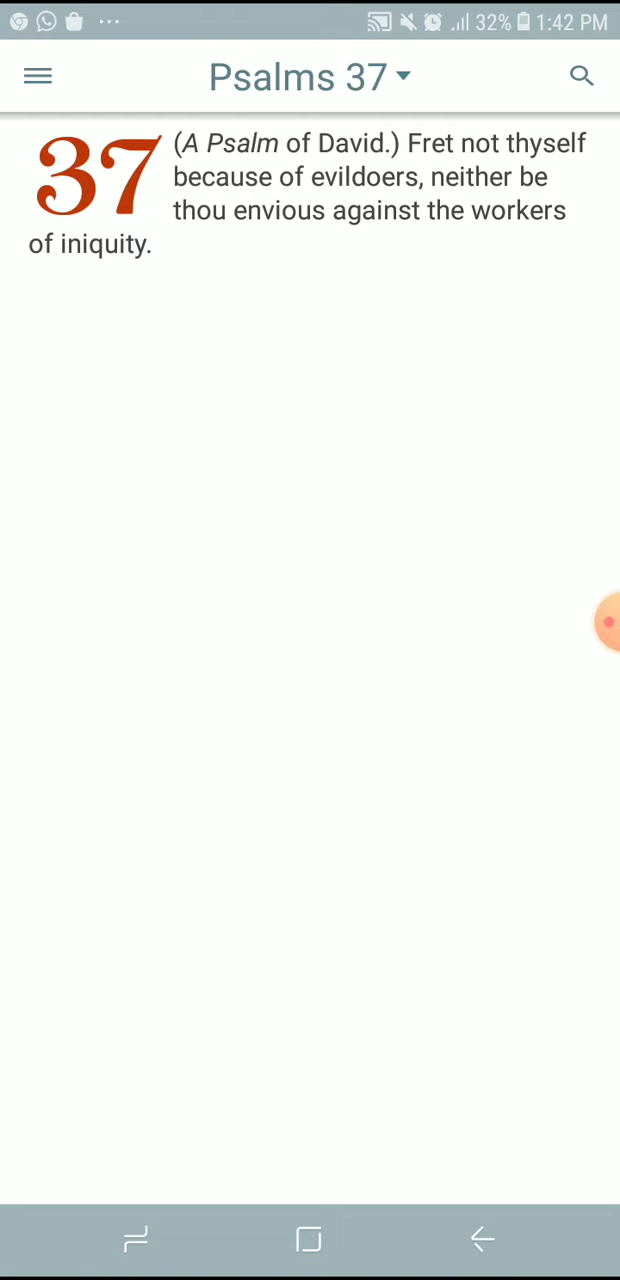 32% 1:42 PM
Psalms 37
37 (A Psalm of David.) Fret not thyself
because of evildoers, neither be
thou envious against the workers
of iniquity.